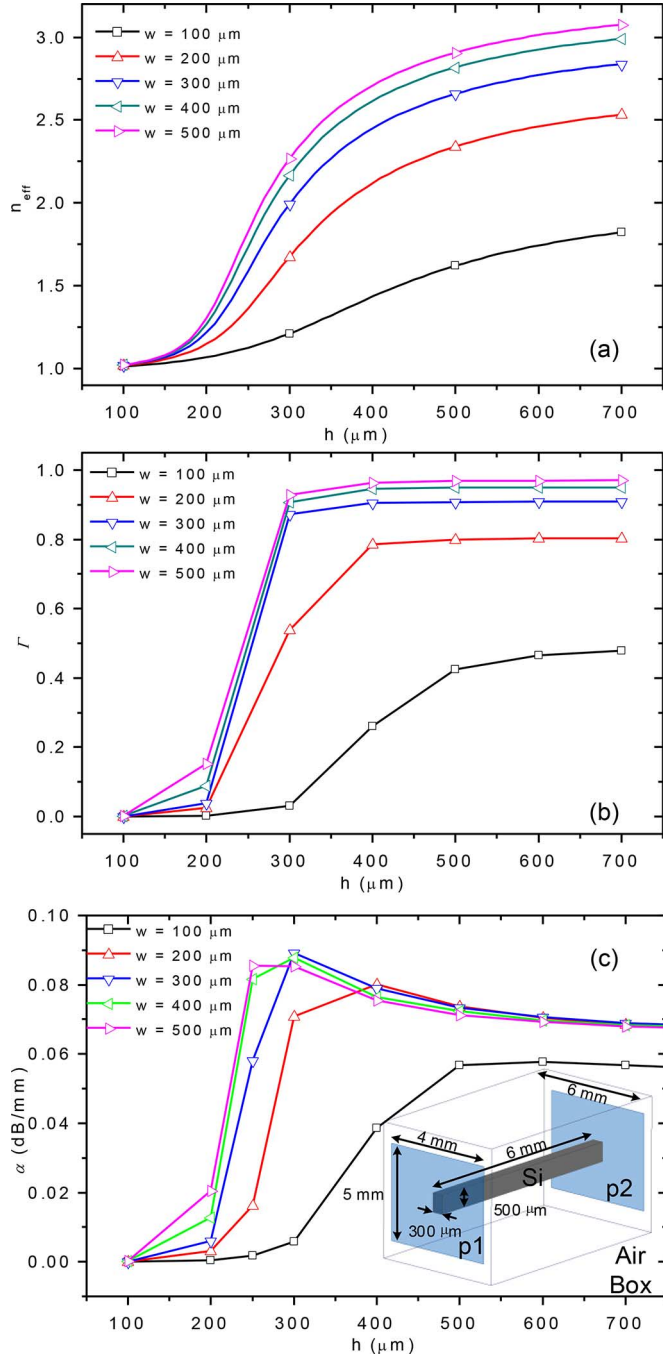 3.0
2.5
2.0
1.5
1.0
n eff
w = 100 μm
w = 200 μm
w = 300 μm
w = 400 μm
w = 500 μm
(a)
100 200 300 400 500 600 700
h (μm)
1.0
0.8
0.6
0.4
0.2
0.0
Γ
w = 100 μm
w = 200 μm
w = 300 μm
w = 400 μm
w = 500 μm
(b)
100 200 300 400 500 600 700
h (μm)
0.10
0.08
0.06
0.04
0.02
0.00
α (dB/mm)
w = 100 μm
w = 200 μm
w = 300 μm
w = 400 μm
w = 500 μm
(c)
6 mm
4 mm
6 mm
Si
5 mm
p2
500 μm
300 μm
p1
Air
Box
100 200 300 400 500 600 700
h (μm)